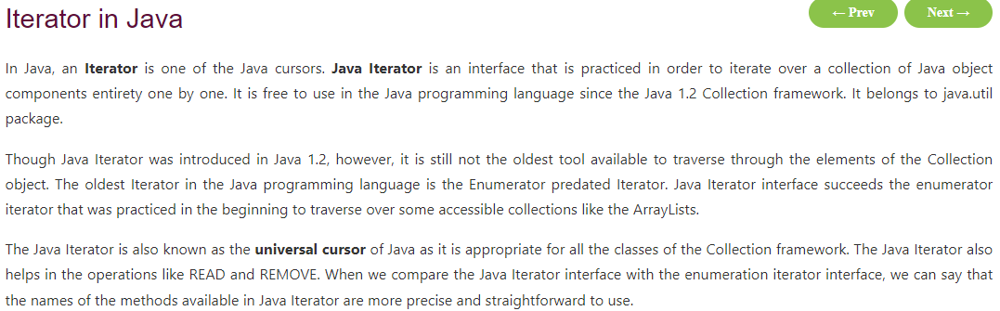 Iterator in Java
← Prev
Next →
In Java, an Iterator is one of the Java cursors. Java Iterator is an interface that is practiced in order to iterate over a collection of Java object
components entirety one by one. It is free to use in the Java programming language since the Java 1.2 Collection framework. It belongs to java.util
package.
Though Java Iterator was introduced in Java 1.2, however, it is still not the oldest tool available to traverse through the elements of the Collection
object. The oldest Iterator in the Java programming language is the Enumerator predated Iterator. Java Iterator interface succeeds the enumerator
iterator that was practiced in the beginning to traverse over some accessible collections like the ArrayLists.
The Java Iterator is also known as the universal cursor of Java as it is appropriate for all the classes of the Collection framework. The Java Iterator also
helps in the operations like READ and REMOVE. When we compare the Java Iterator interface with the enumeration iterator interface, we can say that
the names of the methods available in Java Iterator are more precise and straightforward to use.